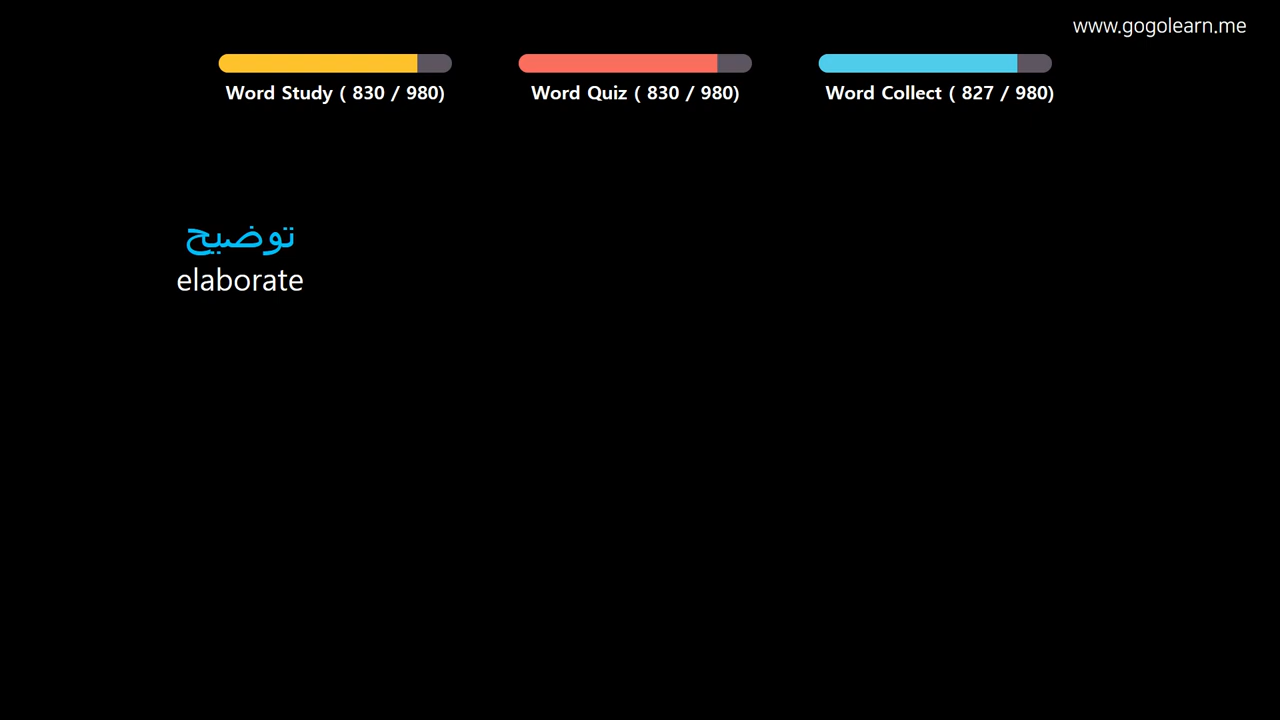 www.gogolearn.me
Word Study ( 830 / 980)
Word Quiz ( 830 / 980)
Word Collect ( 827 / 980)
توضيح
elaborate